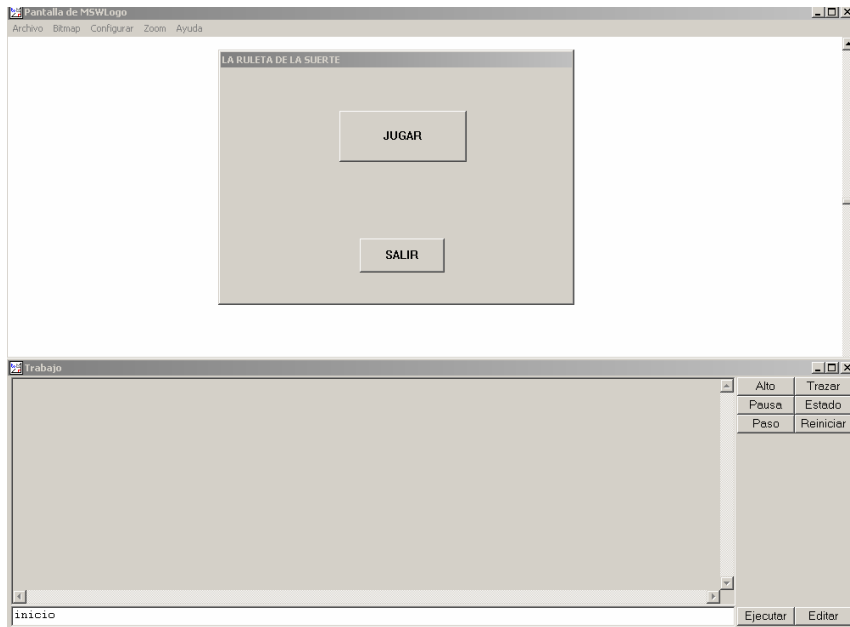 Pantalla de MSWLogo
Archivo Bitmap Configurar Zoom Ayuda
LA RULETA DE LA SUERTE
JUGAR
SALIR
Trabajo
Alto Trazar
Pausa Estado
Paso Reiniciar
inicio
Ejecutar Editar